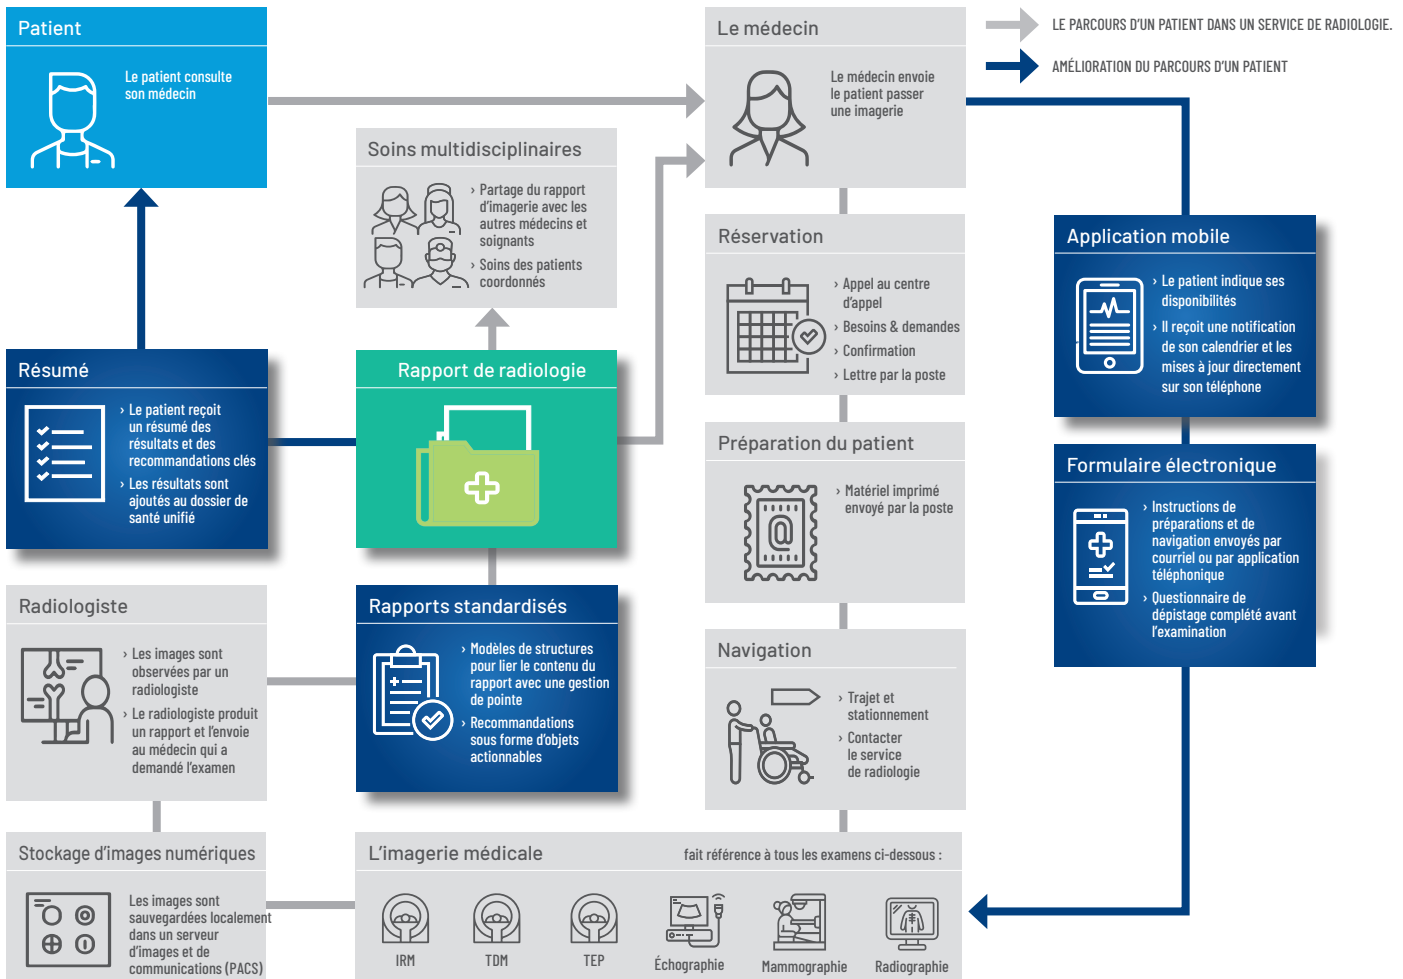 Patient
Le patient consulte
son médecin
Le médecin
Le médecin envoie
le patient passer
une imagerie
LE PARCOURS D'UN PATIENT DANS UN SERVICE DE RADIOLOGIE.
AMÉLIORATION DU PARCOURS D'UN PATIENT
Soins multidisciplinaires
› Partage du rapport
d'imagerie avec les
autres médecins et
soignants
› Soins des patients
coordonnés
Réservation
› Appel au centre
d'appel
› Besoins & demandes
› Confirmation
› Lettre par la poste
Application mobile
› Le patient indique ses
disponibilités
› Il reçoit une notification
de son calendrier et les
mises à jour directement
sur son téléphone
Résumé
› Le patient reçoit
un résumé des
résultats et des
recommandations clés
› Les résultats sont
ajoutés au dossier de
santé unifié
Rapport de radiologie
Préparation du patient
@
› Matériel imprimé
envoyé par la poste
Formulaire électronique
› Instructions de
préparations et de
navigation envoyés par
courriel ou par application
téléphonique
› Questionnaire de
dépistage complété avant
l'examination
Radiologiste
› Les images sont
observées par un
radiologiste
› Le radiologiste produit
un rapport et l'envoie
au médecin qui a
demandé l'examen
Rapports standardisés
› Modèles de structures
pour lier le contenu du
rapport avec une gestion
de pointe
› Recommandations
sous forme d'objets
actionnables
Navigation
› Trajet et
stationnement
› Contacter
le service
de radiologie
Stockage d'images numériques
Les images sont
sauvegardées localement
dans un serveur
d'images et de
communications (PACS)
L'imagerie médicale
fait référence à tous les examens ci-dessous :
IRM
TDM
TEP
Échographie
Mammographie
Radiographie